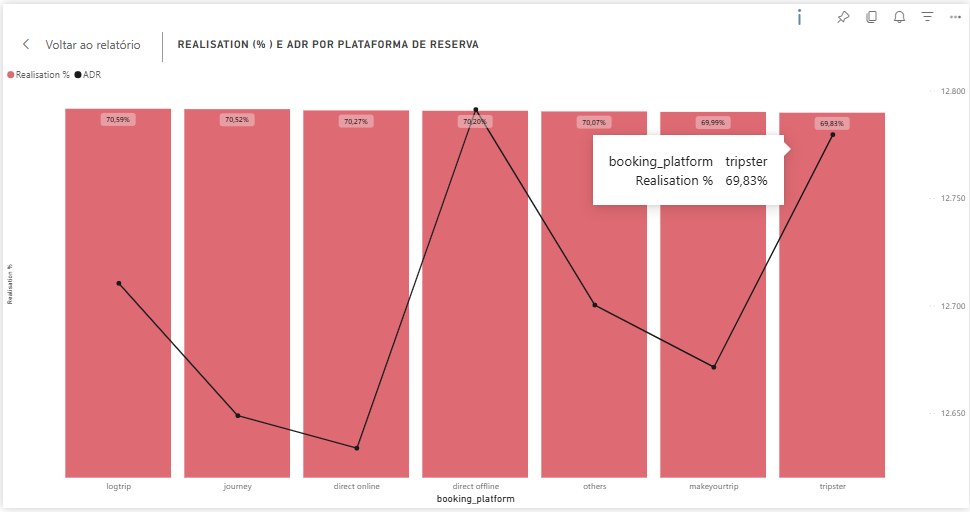 Voltar ao relatório
REALISATION (% ) E ADR POR PLATAFORMA DE RESERVA
Realisation % ADR
12.800
70,59% 70,52% 70,27% 70,20% 70,07% 69,99% 69,83%
booking_platform tripster
Realisation % 69,83%
12.750
Realisation %
12.700
12.650
logtrip journey direct online direct offline others makeyourtrip tripster
booking_platform